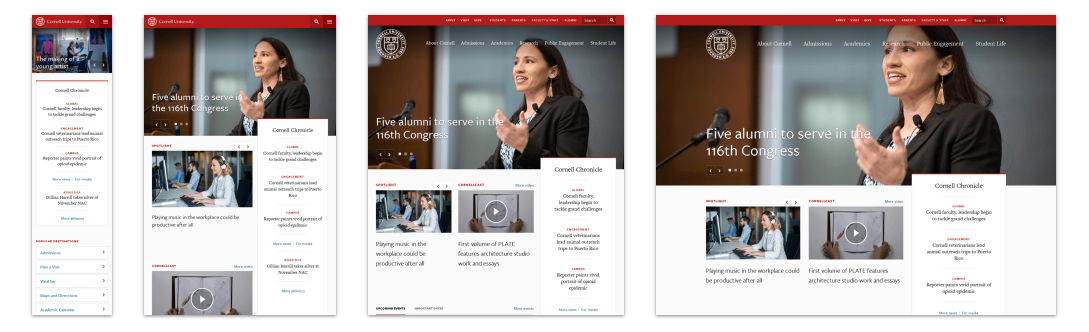 Cornell University
The making of a
young artist
Cornell Chronicle
GLOBAL
Cornell faculty, leadership begin
to tackle grand challenges
ENGAGEMENT
Cornell veterinarians lead animal
outreach trips to Puerto Rico
CAMPUS
Reporter paints vivid portrait of
opioid epidemic
More news | For media
ATHLETICS
Gillian Harrill takes silver at
November NAC
More athletics
POPULAR DESTINATIONS
Admissions
Plan a Visit
Weather
Maps and Directions
Academic Calendar
Cornell University
Five alumni to serve in
the 116th Congress
SPOTLIGHT
Playing music in the workplace could be
productive after all
CORNELLCAST
More video
Cornell Chronicle
GLOBAL
Cornell faculty, leadership begin
to tackle grand challenges
ENGAGEMENT
Cornell veterinarians lead
animal outreach trips to Puerto
Rico
CAMPUS
Reporter paints vivid portrait of
opioid epidemic
More news | For media
ATHLETICS
Gillian Harrill takes silver at
November NAC
More athletics
APPLY VISIT GIVE | STUDENTS PARENTS FACULTY & STAFF ALUMNI Search
About Cornell Admissions Academics Research Public Engagement Student Life
Five alumni to serve in the
116th Congress
SPOTLIGHT
Playing music in the
workplace could be
productive after all
CORNELLCAST More video
First volume of PLATE
features architecture studio
work and essays
UPCOMING EVENTS IMPORTANT DATES More events
Cornell Chronicle
GLOBAL
Cornell faculty,
leadership begin to
tackle grand challenges
ENGAGEMENT
Cornell veterinarians
lead animal outreach
trips to Puerto Rico
CAMPUS
Reporter paints vivid
portrait of opioid
epidemic
More news | For media
APPLY VISIT GIVE | STUDENTS PARENTS FACULTY & STAFF ALUMNI Search
About Cornell Admissions Academics Research Public Engagement Student Life
Five alumni to serve in the
116th Congress
SPOTLIGHT
Playing music in the workplace could
be productive after all
CORNELLCAST More video
First volume of PLATE features
architecture studio work and essays
Cornell Chronicle
GLOBAL
Cornell faculty, leadership begin
to tackle grand challenges
ENGAGEMENT
Cornell veterinarians lead
animal outreach trips to Puerto
Rico
CAMPUS
Reporter paints vivid portrait of
opioid epidemic
More news | For media